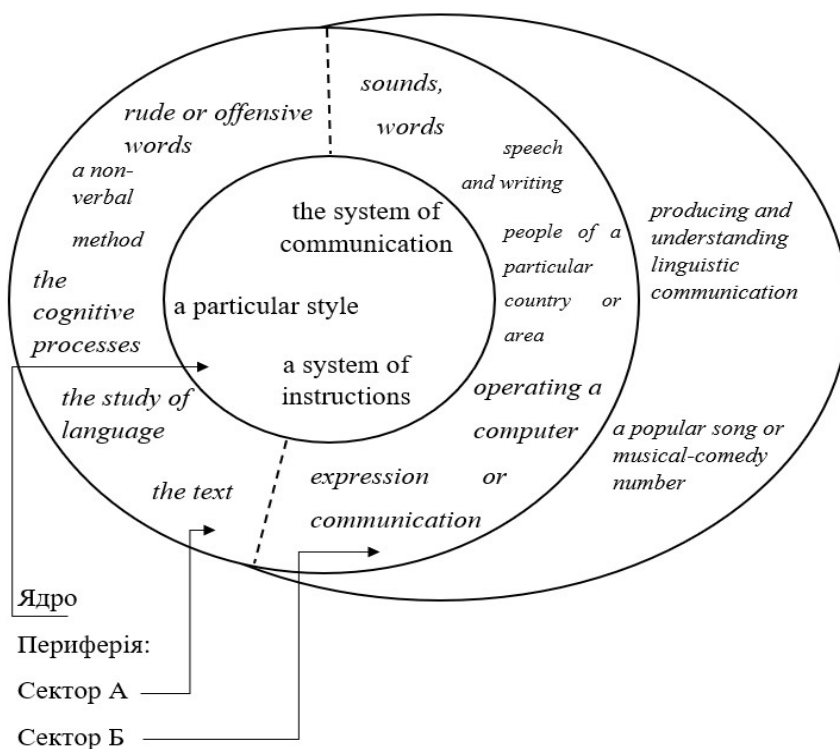 rude or offensive
words
a non-
verbal
method
the
cognitive
processes
the study of
language
the text
sounds,
words
speech
and writing
people of a
particular
country or
area
operating a
computer
expression or
communication
the system of
communication
a particular style
a system of
instructions
producing and
understanding
linguistic
communication
a popular song or
musical-comedy
number
Ядро
Периферія:
Сектор А
Сектор Б